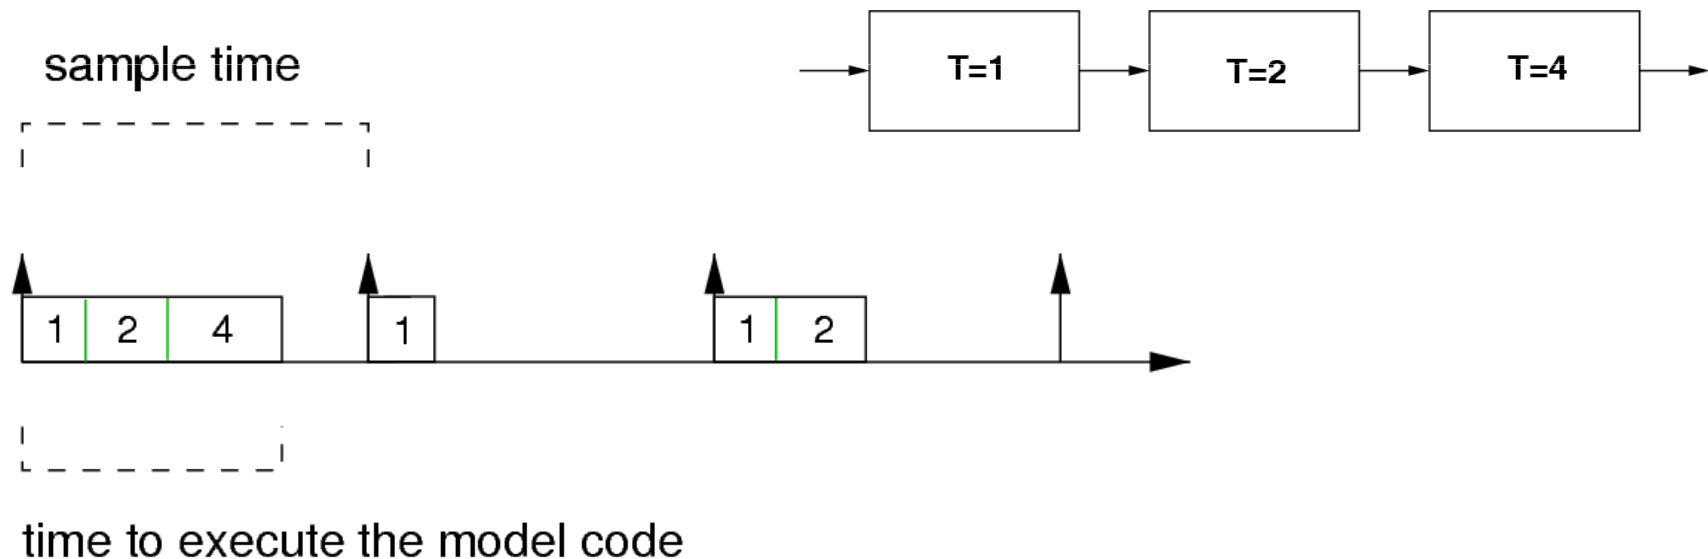 sample time
T=1
T=2
T=4
1 2 4
1
1 2
time to execute the model code